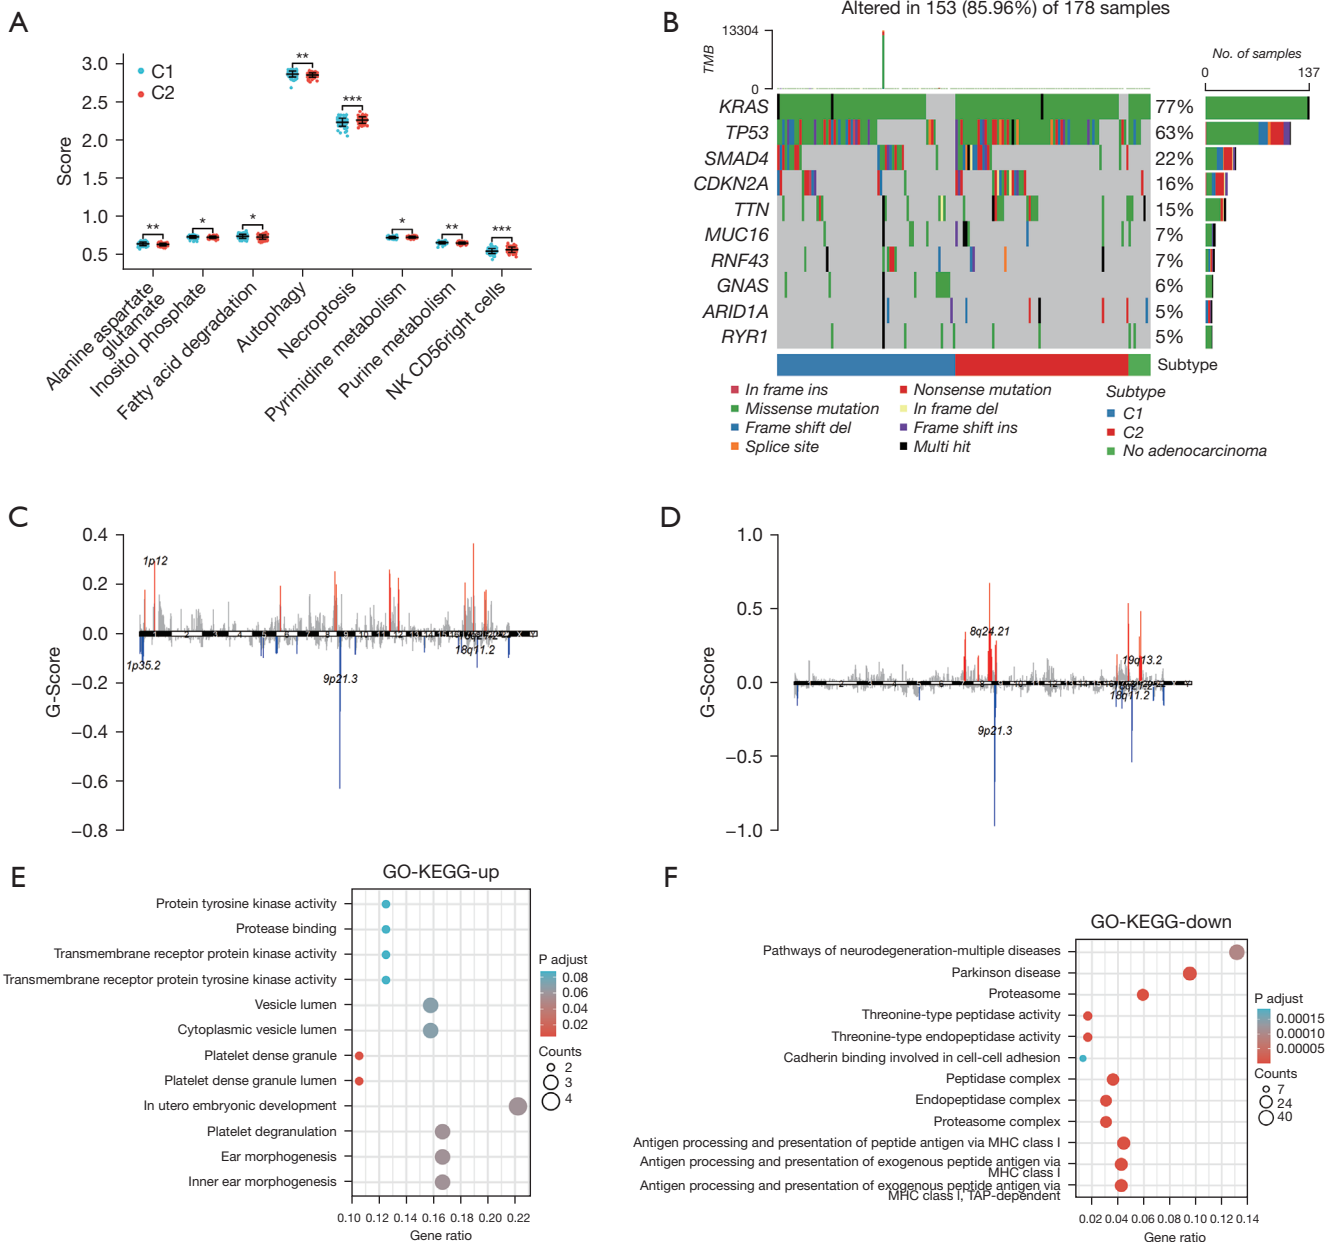 A
3.0
2.5
2.0
1.5
1.0
0.5
Score
C1
C2
**
*
*
**
***
*
**
***
Alanine aspartate
glutamate
Inositol phosphate
Fatty acid degradation
Autophagy
Necroptosis
Pyrimidine metabolism
Purine metabolism
NK CD56right cells
B
Altered in 153 (85.96%) of 178 samples
13304
0
TMB
No. of samples
0 137
KRAS 77%
TP53 63%
SMAD4 22%
CDKN2A 16%
TTN 15%
MUC16 7%
RNF43 7%
GNAS 6%
ARID1A 5%
RYR1 5%
Subtype
In frame ins
Missense mutation
Frame shift del
Splice site
Nonsense mutation
In frame del
Frame shift ins
Multi hit
Subtype
C1
C2
No adenocarcinoma
C
0.4
0.2
0.0
−0.2
−0.4
−0.6
−0.8
G-Score
1p12
1p35.2
9p21.3
18q11.2
D
1.0
0.5
0.0
−0.5
−1.0
G-Score
8q24.21
9p21.3
19q13.2
18q11.2
E
GO-KEGG-up
Protein tyrosine kinase activity
Protease binding
Transmembrane receptor protein kinase activity
Transmembrane receptor protein tyrosine kinase activity
Vesicle lumen
Cytoplasmic vesicle lumen
Platelet dense granule
Platelet dense granule lumen
In utero embryonic development
Platelet degranulation
Ear morphogenesis
Inner ear morphogenesis
0.10 0.12 0.14 0.16 0.18 0.20 0.22
Gene ratio
P adjust
0.08
0.06
0.04
0.02
Counts
2
3
4
F
GO-KEGG-down
Pathways of neurodegeneration-multiple diseases
Parkinson disease
Proteasome
Threonine-type peptidase activity
Threonine-type endopeptidase activity
Cadherin binding involved in cell-cell adhesion
Peptidase complex
Endopeptidase complex
Proteasome complex
Antigen processing and presentation of peptide antigen via MHC class I
Antigen processing and presentation of exogenous peptide antigen via
MHC class I
Antigen processing and presentation of exogenous peptide antigen via
MHC class I, TAP-dependent
0.02 0.04 0.06 0.08 0.10 0.12 0.14
Gene ratio
P adjust
0.00015
0.00010
0.00005
Counts
7
24
40